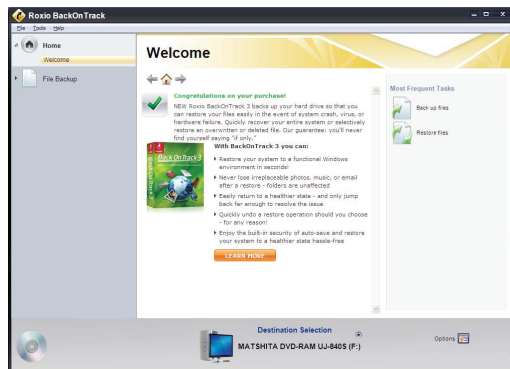 Roxio BackOnTrack
File Tools Help
Home
Welcome
File Backup
Welcome
Congratulations on your purchase!
NEW Roxio BackOnTrack 3 backs up your hard drive so that you
can restore your files easily in the event of system crash, virus, or
hardware failure. Quickly recover your entire system or selectively
restore an overwritten or deleted file. Our guarantee: you'll never
find yourself saying "if only."
With BackOnTrack 3 you can:
Restore your system to a functional Windows
environment in seconds!
Never lose irreplaceable photos, music, or email
after a restore - folders are unaffected
Easily return to a healthier state - and only jump
back far enough to resolve the issue
Quickly undo a restore operation should you choose
- for any reason!
Enjoy the built-in security of auto-save and restore
your system to a healthier state hassle-free
BackOnTrack 3
LEARN MORE
Most Frequent Tasks
Back up files
Restore files
Destination Selection
MATSHITA DVD-RAM UJ-840S (F:)
Options